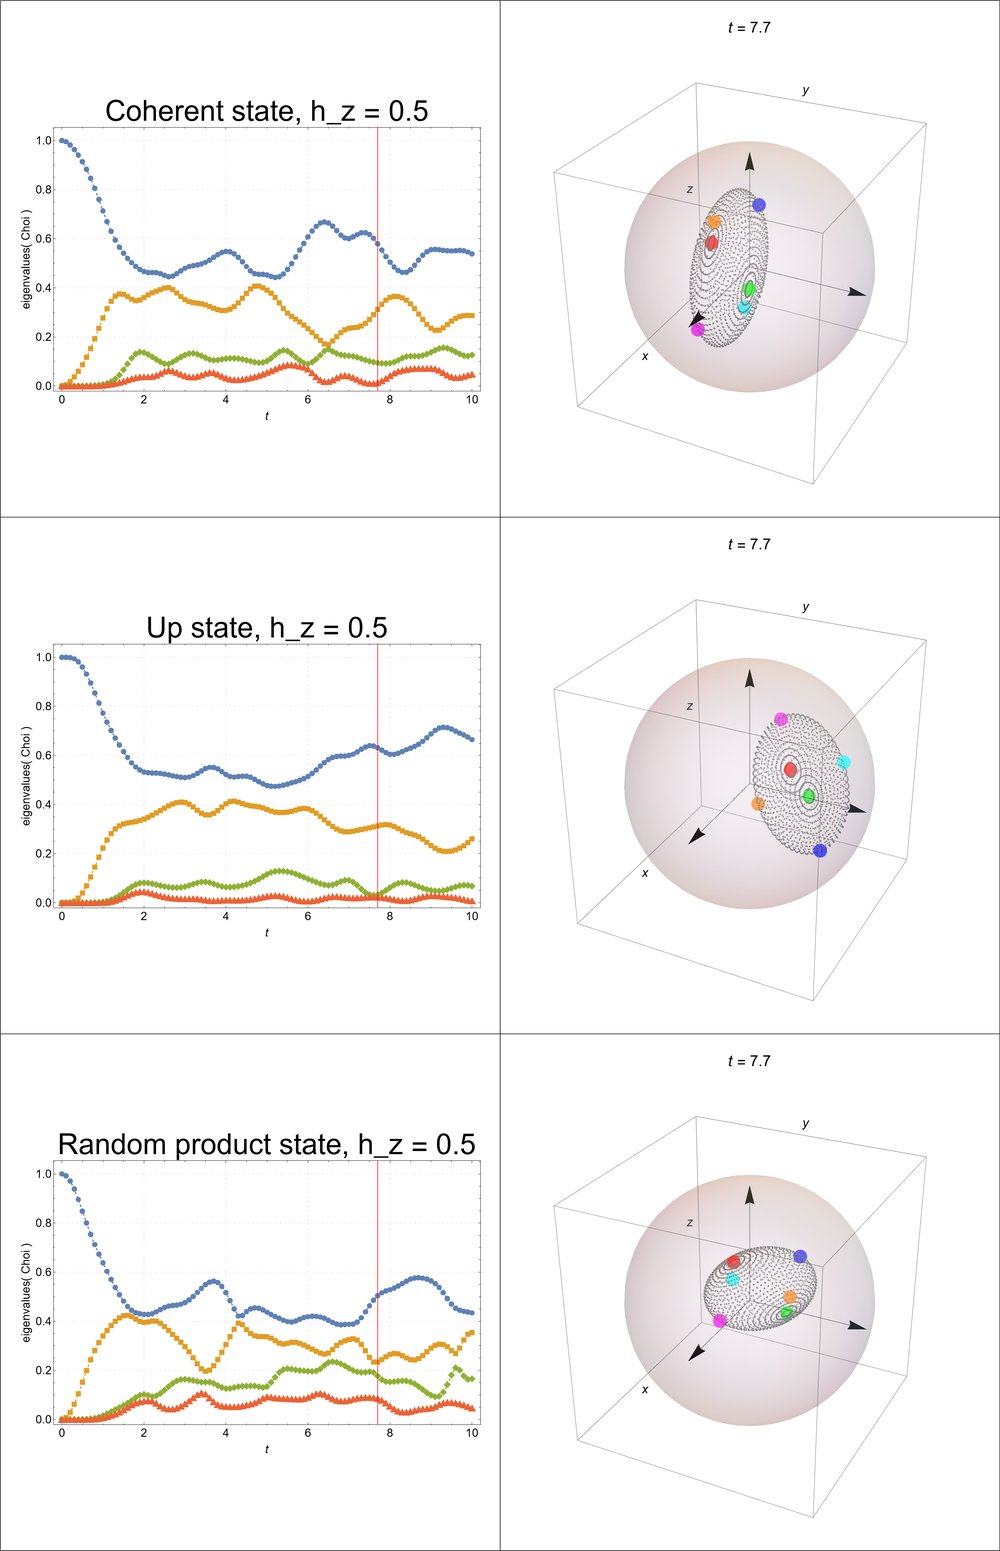 t = 7.7
Coherent state, h_z = 0.5
eigenvalues( Choi )
1.0
0.8
0.6
0.4
0.2
0.0
0 2 4 6 8 10
t
y
z
x
t = 7.7
Up state, h_z = 0.5
eigenvalues( Choi )
1.0
0.8
0.6
0.4
0.2
0.0
0 2 4 6 8 10
t
y
z
x
t = 7.7
Random product state, h_z = 0.5
eigenvalues( Choi )
1.0
0.8
0.6
0.4
0.2
0.0
0 2 4 6 8 10
t
y
z
x